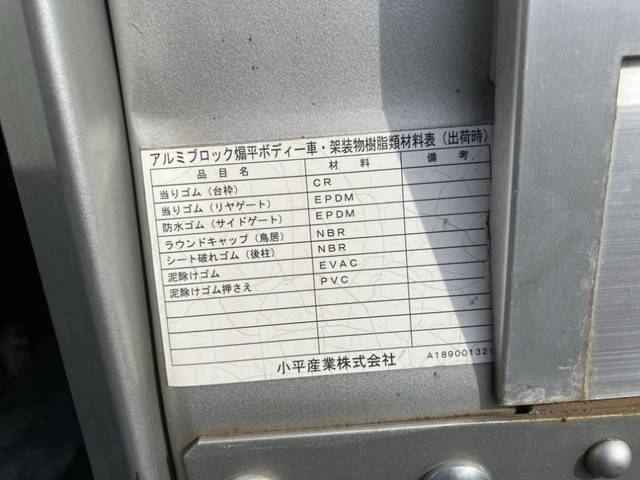 アルミブロック煽平ボディー車・架装物樹脂類材料表（出荷時）
品目名 材料 備考
当りゴム（台枠） CR
当りゴム（リヤゲート） EPDM
防水ゴム（サイドゲート） EPDM
ラウンドキャップ（鳥居） NBR
シート破れゴム（後柱） NBR
泥除けゴム EVAC
泥除けゴム押さえ PVC
小平産業株式会社 A189001321